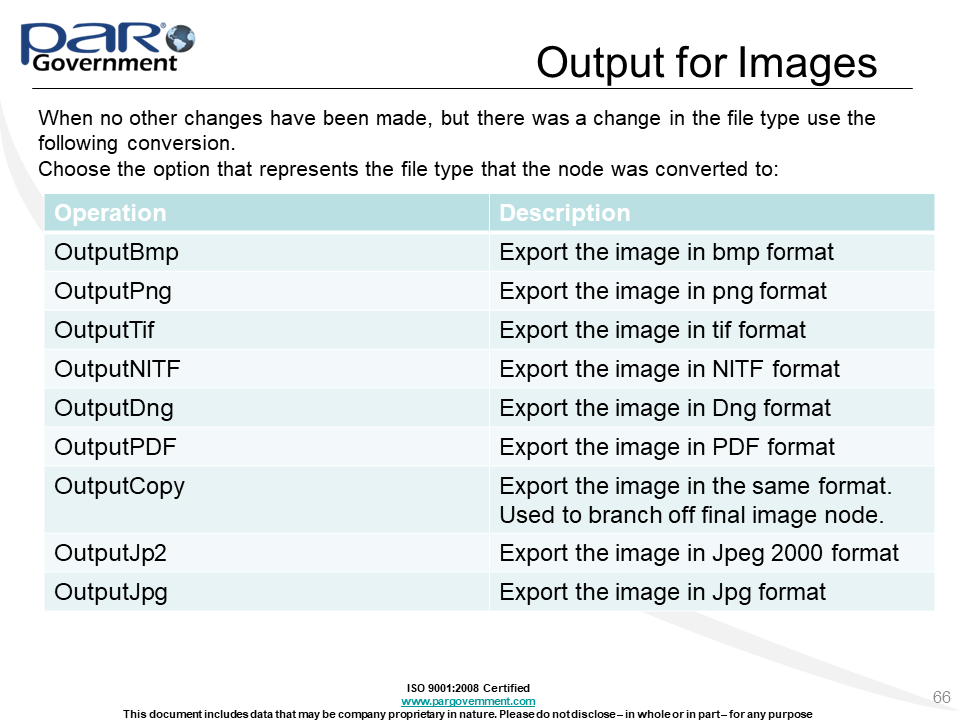 PAR Government
Output for Images
When no other changes have been made, but there was a change in the file type use the
following conversion.
Choose the option that represents the file type that the node was converted to:
Operation Description
OutputBmp Export the image in bmp format
OutputPng Export the image in png format
OutputTif Export the image in tif format
OutputNITF Export the image in NITF format
OutputDng Export the image in Dng format
OutputPDF Export the image in PDF format
OutputCopy Export the image in the same format.
Used to branch off final image node.
OutputJp2 Export the image in Jpeg 2000 format
OutputJpg Export the image in Jpg format
ISO 9001:2008 Certified
www.pargovernment.com
This document includes data that may be company proprietary in nature. Please do not disclose – in whole or in part – for any purpose
66